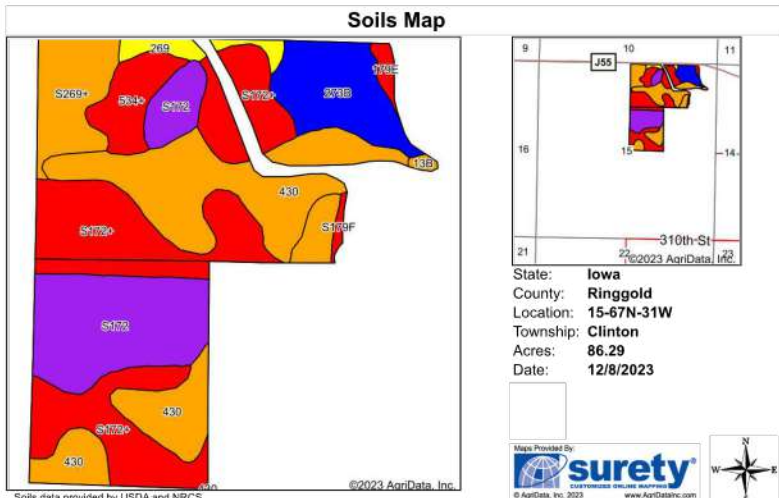 Soils Map
269
S269+
534+
S172
S172+
273B
179E
13B
430
S172+
S179F
S172
430
S172+
430
©2023 AgriData, Inc.
Soils data provided by USDA and NRCS.
9
10
11
J55
16
15
14
310th St
21
22
23
©2023 AgriData, Inc.
State: Iowa
County: Ringgold
Location: 15-67N-31W
Township: Clinton
Acres: 86.29
Date: 12/8/2023
Maps Provided By:
surety
CUSTOMIZED ONLINE MAPPING
© AgriData, Inc. 2023 www.AgriDataInc.com
N
W E
S